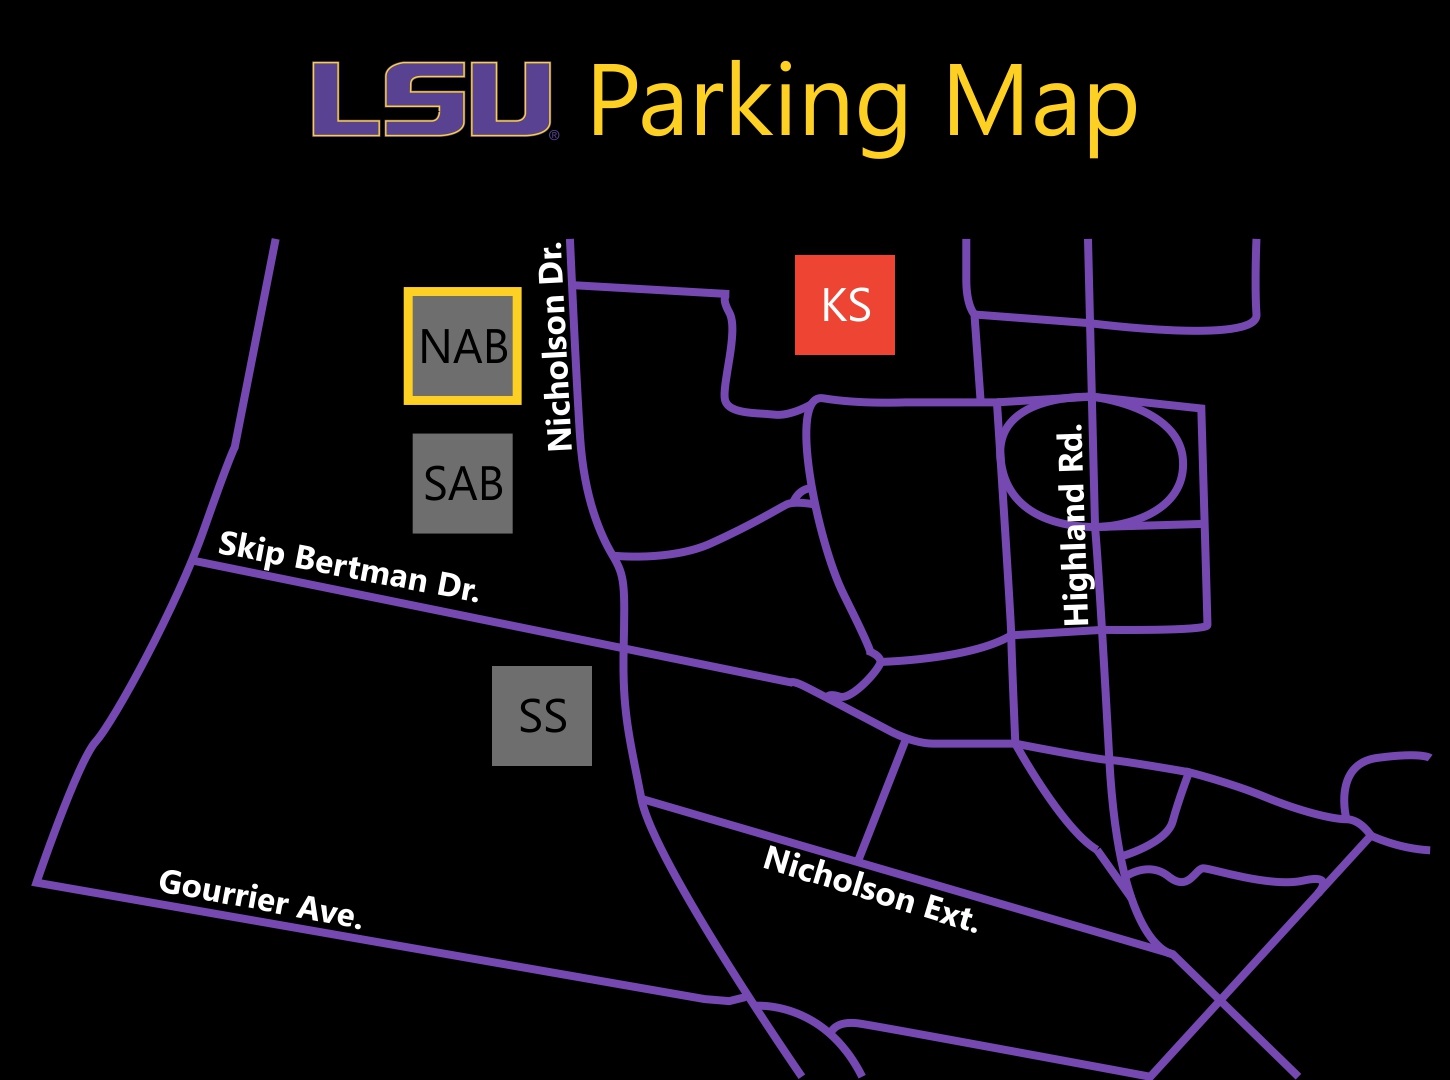 LSU® Parking Map
Nicholson Dr.
KS
NAB
SAB
Highland Rd.
Skip Bertman Dr.
SS
Nicholson Ext.
Gourrier Ave.